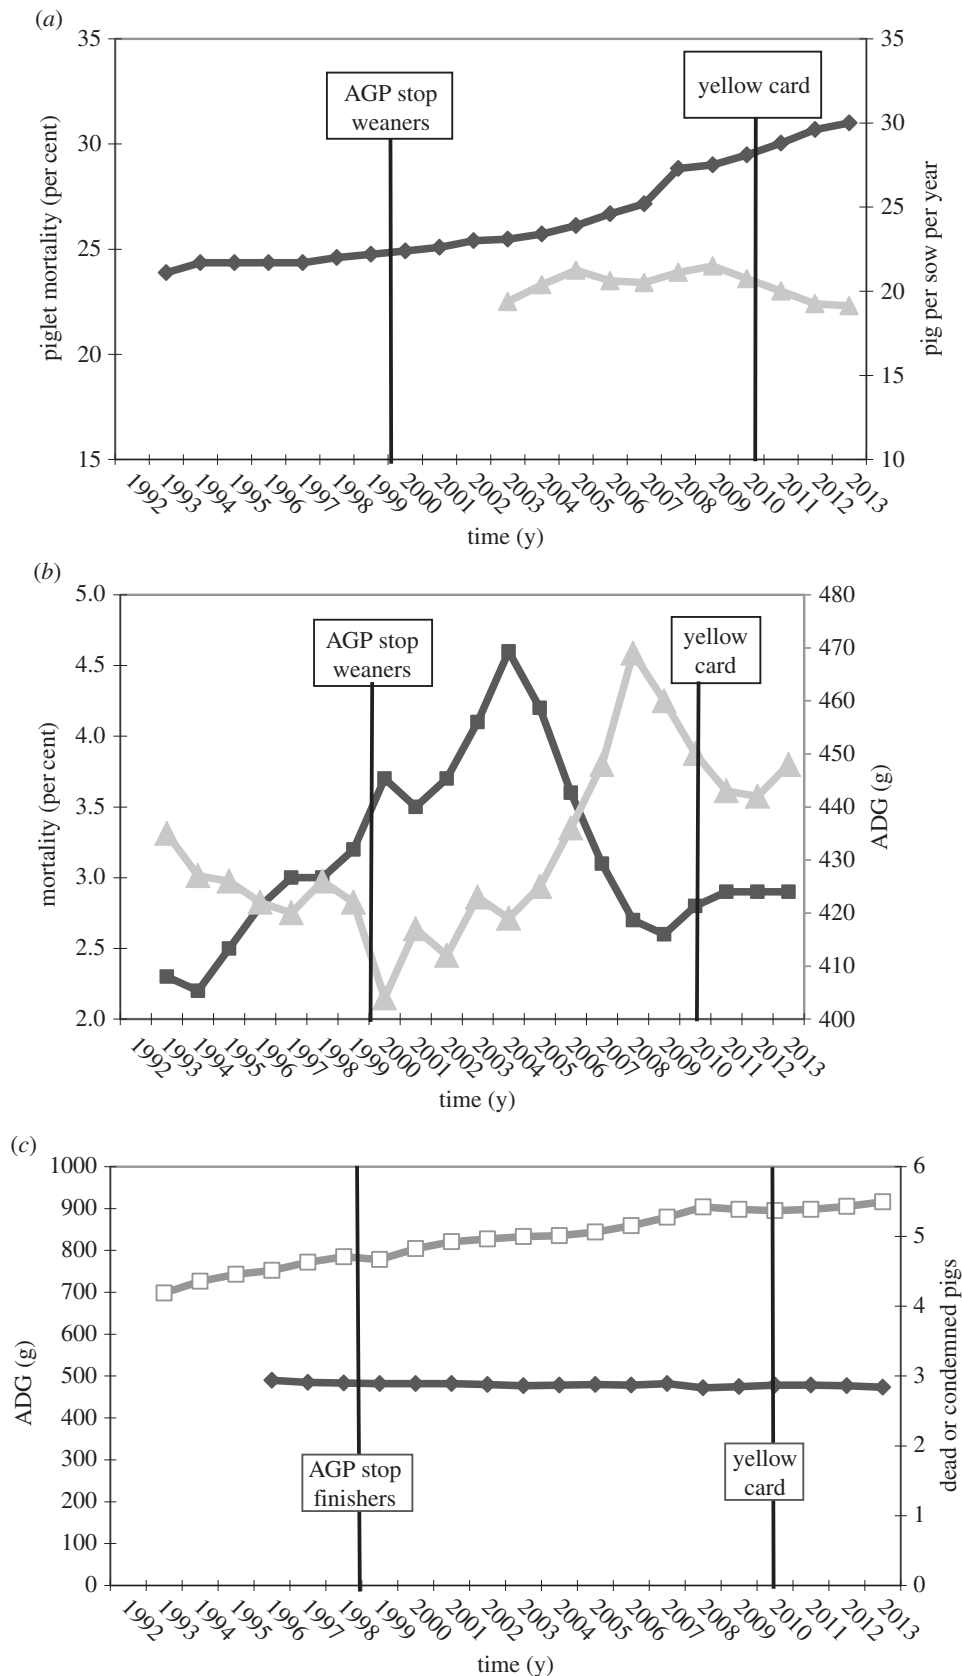 (a)
35
30
25
20
15
piglet mortality (per cent)
AGP stop
weaners
yellow card
35
30
25
20
15
10
pig per sow per year
1992 1993 1994 1995 1996 1997 1998 1999 2000 2001 2002 2003 2004 2005 2006 2007 2008 2009 2010 2011 2012 2013
time (y)
(b)
5.0
4.5
4.0
3.5
3.0
2.5
2.0
mortality (per cent)
AGP stop
weaners
yellow
card
480
470
460
450
440
430
420
410
400
ADG (g)
1992 1993 1994 1995 1996 1997 1998 1999 2000 2001 2002 2003 2004 2005 2006 2007 2008 2009 2010 2011 2012 2013
time (y)
(c)
1000
900
800
700
600
500
400
300
200
100
0
ADG (g)
AGP stop
finishers
yellow
card
6
5
4
3
2
1
0
dead or condemned pigs
1992 1993 1994 1995 1996 1997 1998 1999 2000 2001 2002 2003 2004 2005 2006 2007 2008 2009 2010 2011 2012 2013
time (y)